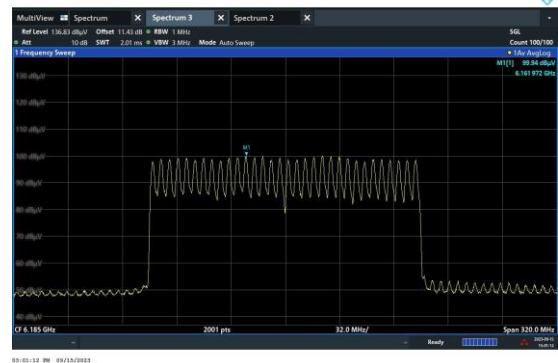 MultiView Spectrum X Spectrum 3 X Spectrum 2 X
Ref Level 136.83 dBµV Offset 11.43 dB RBW 1 MHz SGL
Att 10 dB SWT 2.01 ms VBW 3 MHz Mode Auto Sweep Count 100/100
1 Frequency Sweep 1Av AvgLog
M1[1] 99.94 dBµV
6.161 972 GHz
130 dBµV
120 dBµV
110 dBµV
M1
100 dBµV
90 dBµV
80 dBµV
70 dBµV
60 dBµV
50 dBµV
40 dBµV
CF 6.185 GHz 2001 pts 32.0 MHz/ Span 320.0 MHz
Ready 2023-09-15
03:01:12 PM 09/15/2023